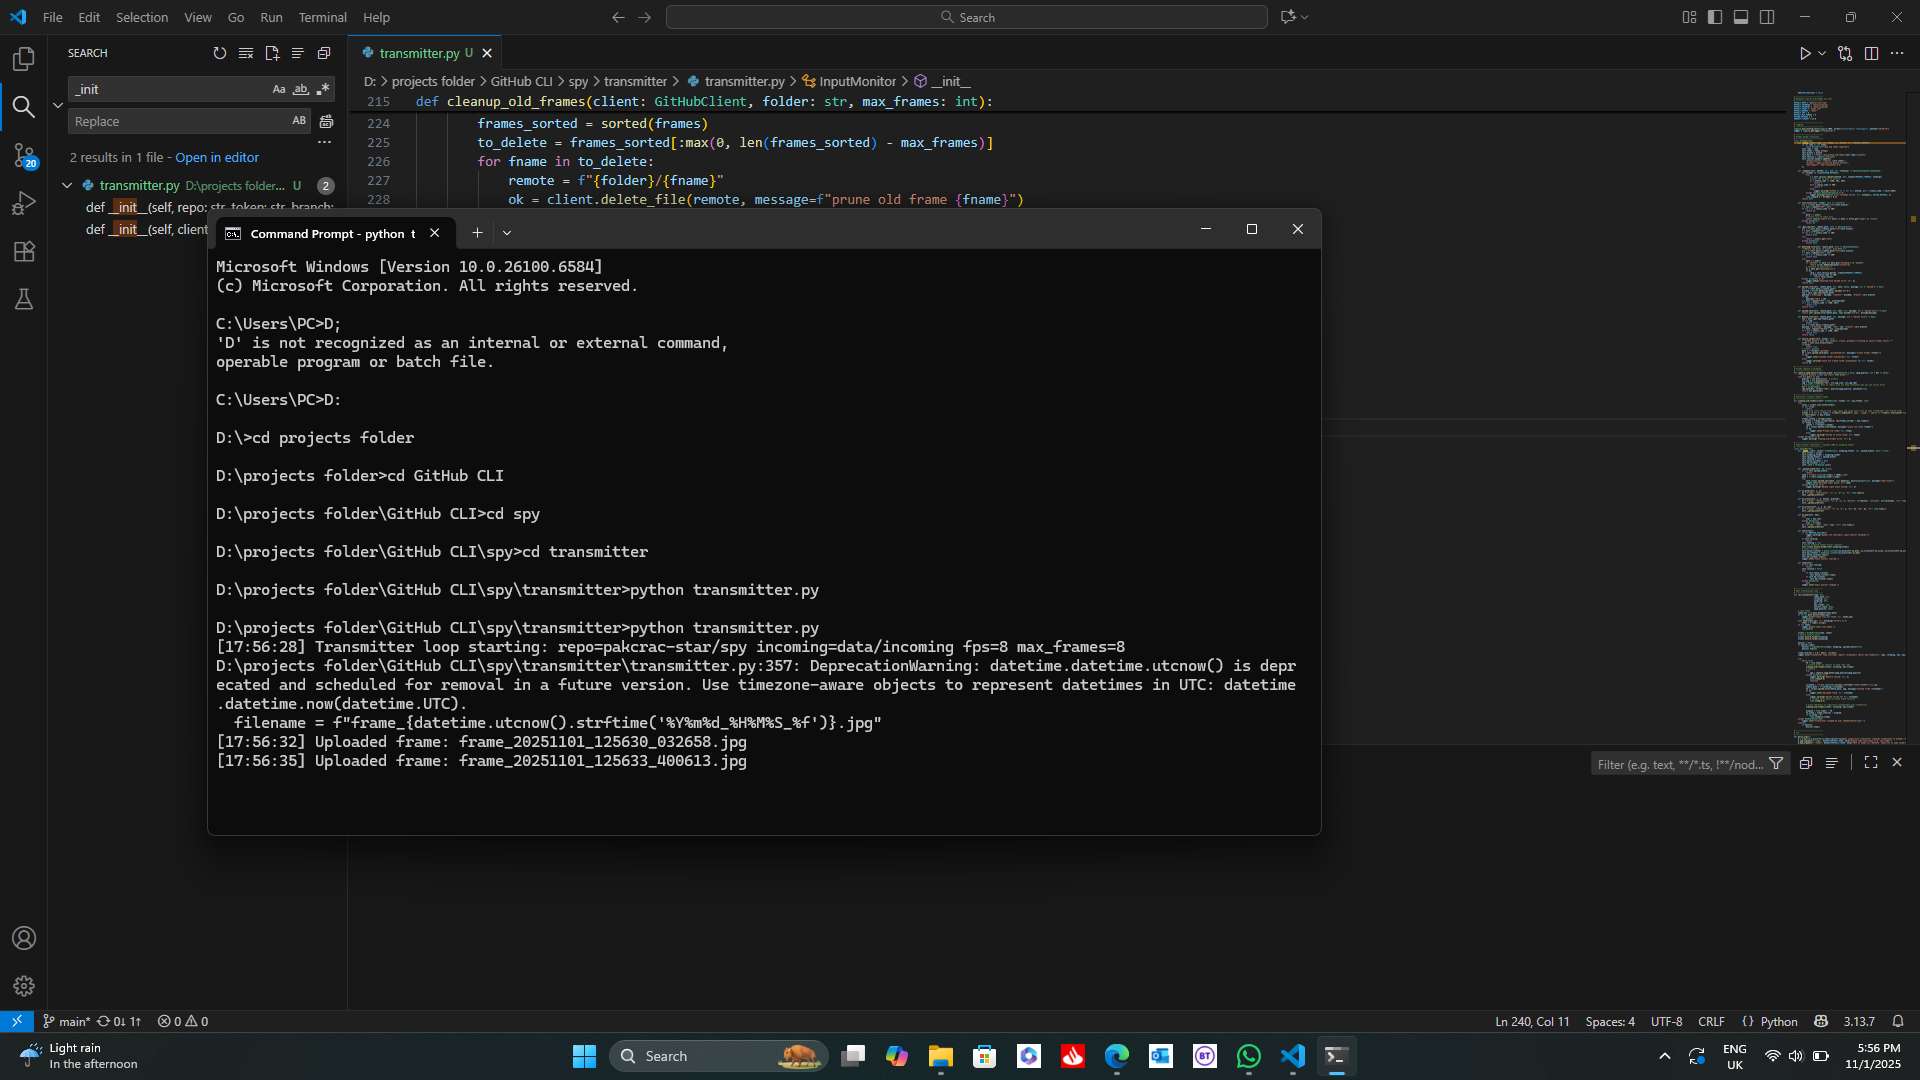 File Edit Selection View Go Run Terminal Help
Search
SEARCH
transmitter.py U
_init
Aa ab .*
Replace
AB
2 results in 1 file - Open in editor
transmitter.py D:\projects folder... U 2
def __init__(self, repo: str, token: str, branch:
def __init__(self, client
D: > projects folder > GitHub CLI > spy > transmitter > transmitter.py > InputMonitor > __init__
215 def cleanup_old_frames(client: GitHubClient, folder: str, max_frames: int):
224 frames_sorted = sorted(frames)
225 to_delete = frames_sorted[:max(0, len(frames_sorted) - max_frames)]
226 for fname in to_delete:
227 remote = f"{folder}/{fname}"
228 ok = client.delete_file(remote, message=f"prune old frame {fname}")
Command Prompt - python t
Microsoft Windows [Version 10.0.26100.6584]
(c) Microsoft Corporation. All rights reserved.
C:\Users\PC>D;
'D' is not recognized as an internal or external command,
operable program or batch file.
C:\Users\PC>D:
D:\>cd projects folder
D:\projects folder>cd GitHub CLI
D:\projects folder\GitHub CLI>cd spy
D:\projects folder\GitHub CLI\spy>cd transmitter
D:\projects folder\GitHub CLI\spy\transmitter>python transmitter.py
D:\projects folder\GitHub CLI\spy\transmitter>python transmitter.py
[17:56:28] Transmitter loop starting: repo=pakcrac-star/spy incoming=data/incoming fps=8 max_frames=8
D:\projects folder\GitHub CLI\spy\transmitter\transmitter.py:357: DeprecationWarning: datetime.datetime.utcnow() is depr
ecated and scheduled for removal in a future version. Use timezone-aware objects to represent datetimes in UTC: datetime
.datetime.now(datetime.UTC).
filename = f"frame_{datetime.utcnow().strftime('%Y%m%d_%H%M%S_%f')}.jpg"
[17:56:32] Uploaded frame: frame_20251101_125630_032658.jpg
[17:56:35] Uploaded frame: frame_20251101_125633_400613.jpg
Filter (e.g. text, **/*.ts, !**/nod...
20
main* 0↓ 1↑ 0 0
Ln 240, Col 11 Spaces: 4 UTF-8 CRLF {} Python 3.13.7
Light rain
In the afternoon
Search
BT
ENG
UK
5:56 PM
11/1/2025